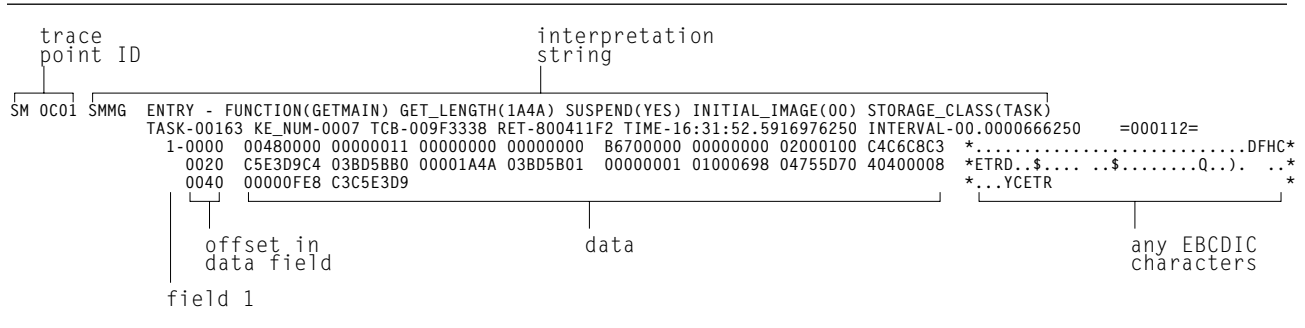 trace interpretation
point ID string
SM 0C01 SMMG ENTRY - FUNCTION(GETMAIN) GET_LENGTH(1A4A) SUSPEND(YES) INITIAL_IMAGE(00) STORAGE_CLASS(TASK)
TASK-00163 KE_NUM-0007 TCB-009F3338 RET-800411F2 TIME-16:31:52.5916976250 INTERVAL-00.0000666250 =000112=
1-0000 00480000 00000011 00000000 00000000 B6700000 00000000 02000100 C4C6C8C3 *............................DFHC*
0020 C5E3D9C4 03BD5BB0 00001A4A 03BD5B01 00000001 01000698 04755D70 40400008 *ETRD..$.... ..$........Q..). ..*
0040 00000FE8 C3C5E3D9 *...YCETR *
offset in data any EBCDIC
data field characters
field 1